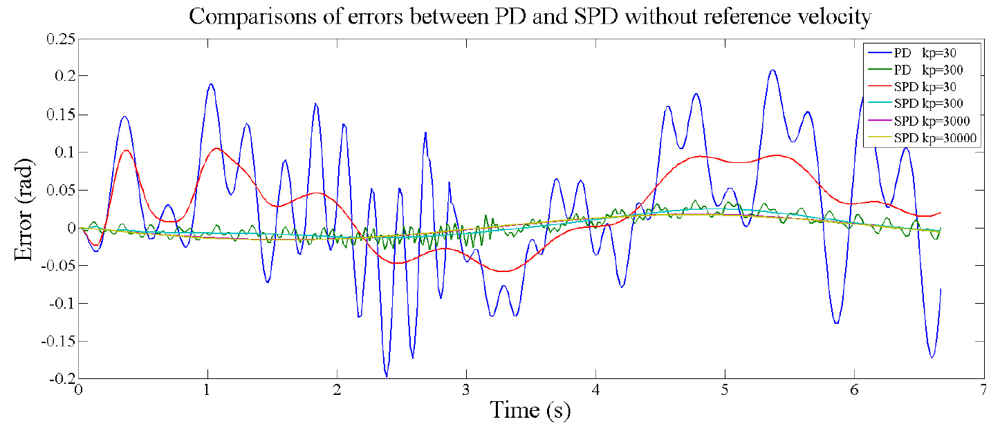 Comparisons of errors between PD and SPD without reference velocity
0.25
0.2
0.15
0.1
0.05
0
-0.05
-0.1
-0.15
-0.2
Error (rad)
PD kp=30
PD kp=300
SPD kp=30
SPD kp=300
SPD kp=3000
SPD kp=30000
0 1 2 3 4 5 6 7
Time (s)